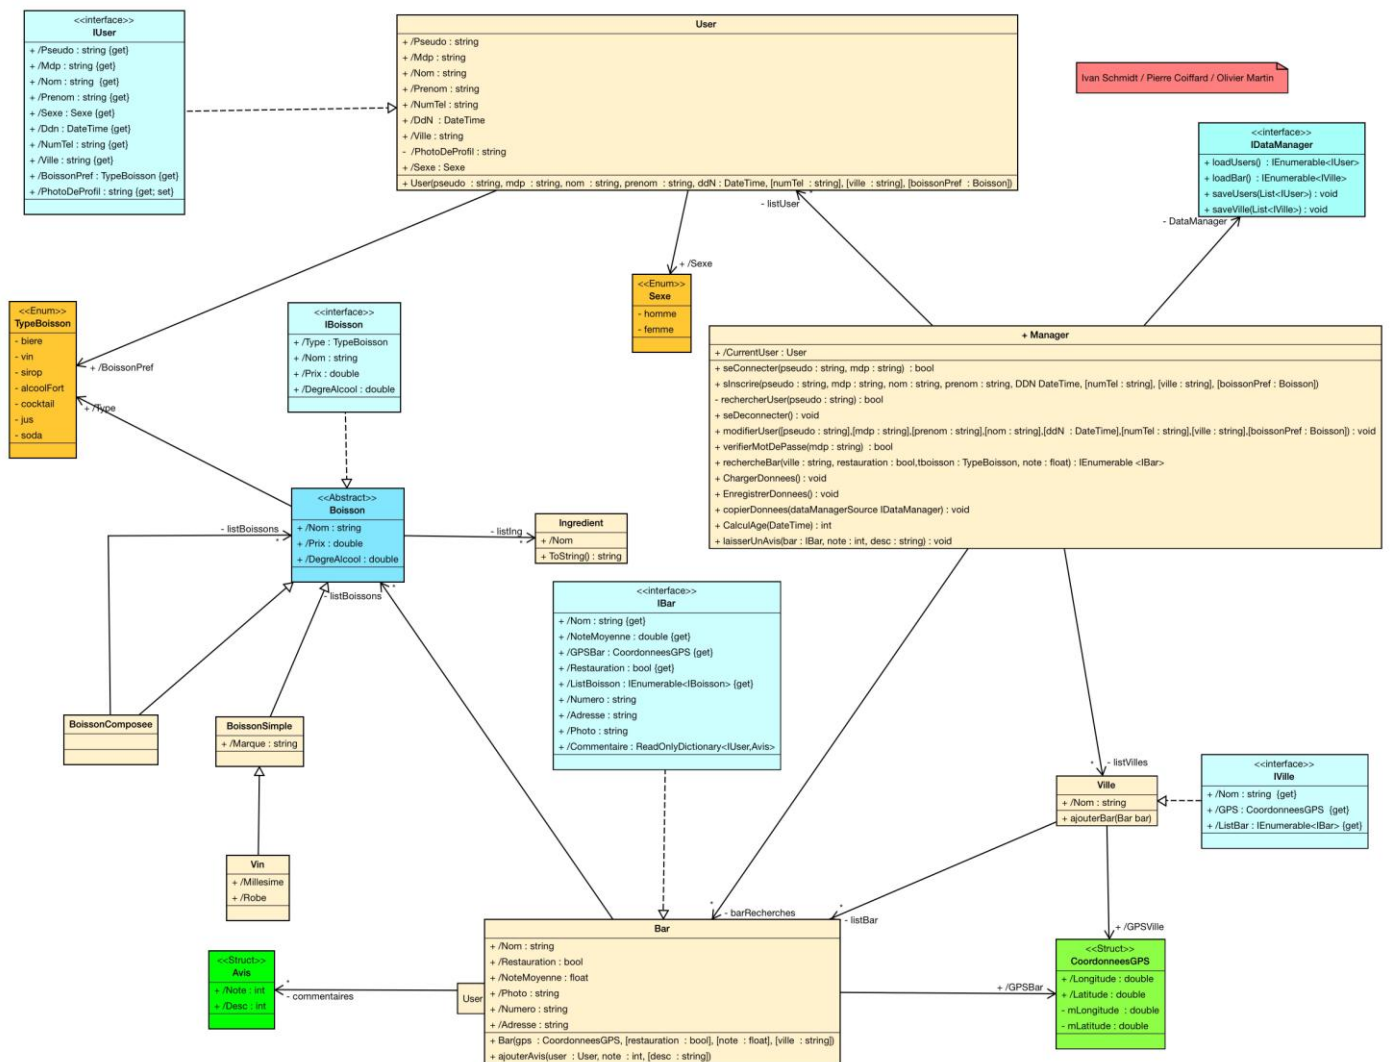 <<interface>>
IUser
+ /Pseudo : string {get}
+ /Mdp : string {get}
+ /Nom : string {get}
+ /Prenom : string {get}
+ /Sexe : Sexe {get}
+ /Ddn : DateTime {get}
+ /NumTel : string {get}
+ /Ville : string {get}
+ /BoissonPref : TypeBoisson {get}
+ /PhotoDeProfil : string {get; set}
User
+ /Pseudo : string
+ /Mdp : string
+ /Nom : string
+ /Prenom : string
+ /NumTel : string
+ /DdN : DateTime
+ /Ville : string
- /PhotoDeProfil : string
+ /Sexe : Sexe
+ User(pseudo : string, mdp : string, nom : string, prenom : string, ddN : DateTime, [numTel : string], [ville : string], [boissonPref : Boisson])
Ivan Schmidt / Pierre Coiffard / Olivier Martin
<<interface>>
IDataManager
+ loadUsers() : IEnumerable<IUser>
+ loadBar() : IEnumerable<IVille>
+ saveUsers(List<IUser>) : void
+ saveVille(List<IVille>) : void
*
- listUser
- DataManager
+ /Sexe
<<Enum>>
Sexe
- homme
- femme
<<Enum>>
TypeBoisson
- biere
- vin
- sirop
- alcoolFort
- cocktail
- jus
- soda
+ /BoissonPref
+ /Type
<<interface>>
IBoisson
+ /Type : TypeBoisson
+ /Nom : string
+ /Prix : double
+ /DegreAlcool : double
+ Manager
+ /CurrentUser : User
+ seConnecter(pseudo : string, mdp : string) : bool
+ sInscrire(pseudo : string, mdp : string, nom : string, prenom : string, DDN DateTime, [numTel : string], [ville : string], [boissonPref : Boisson])
- rechercherUser(pseudo : string) : bool
+ seDeconnecter() : void
+ modifierUser([pseudo : string],[mdp : string],[prenom : string],[nom : string],[ddN : DateTime],[numTel : string],[ville : string],[boissonPref : Boisson]) : void
+ verifierMotDePasse(mdp : string) : bool
+ rechercheBar(ville : string, restauration : bool,tboisson : TypeBoisson, note : float) : IEnumerable <IBar>
+ ChargerDonnees() : void
+ EnregistrerDonnees() : void
+ copierDonnees(dataManagerSource IDataManager) : void
+ CalculAge(DateTime) : int
+ laisserUnAvis(bar : IBar, note : int, desc : string) : void
<<Abstract>>
Boisson
+ /Nom : string
+ /Prix : double
+ /DegreAlcool : double
- listBoissons
*
- listIng
*
Ingredient
+ /Nom
+ ToString() : string
*
- listBoissons
<<interface>>
IBar
+ /Nom : string {get}
+ /NoteMoyenne : double {get}
+ /GPSBar : CoordonneesGPS {get}
+ /Restauration : bool {get}
+ /ListBoisson : IEnumerable<IBoisson> {get}
+ /Numero : string
+ /Adresse : string
+ /Photo : string
+ /Commentaire : ReadOnlyDictionary<IUser,Avis>
BoissonComposee
BoissonSimple
+ /Marque : string
*
- listVilles
Ville
+ /Nom : string
+ ajouterBar(Bar bar)
<<interface>>
IVille
+ /Nom : string {get}
+ /GPS : CoordonneesGPS {get}
+ /ListBar : IEnumerable<IBar> {get}
Vin
+ /Millesime
+ /Robe
*
- barRecherches
*
- listBar
+ /GPSVille
Bar
+ /Nom : string
+ /Restauration : bool
+ /NoteMoyenne : float
+ /Photo : string
+ /Numero : string
+ /Adresse : string
+ Bar(gps : CoordonneesGPS, [restauration : bool], [note : float], [ville : string])
+ ajouterAvis(user : User, note : int, [desc : string])
User
<<Struct>>
Avis
+ /Note : int
+ /Desc : int
*
- commentaires
+ /GPSBar
<<Struct>>
CoordonneesGPS
+ /Longitude : double
+ /Latitude : double
- mLongitude : double
- mLatitude : double